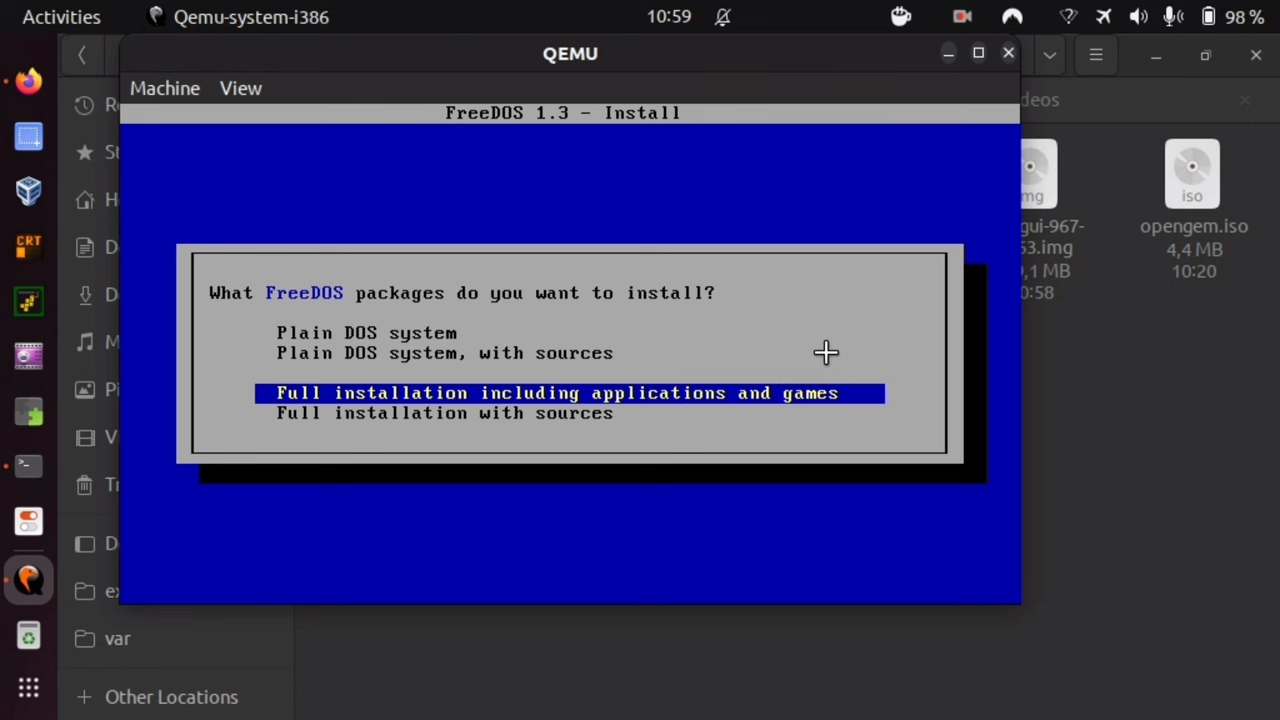 Activities
Qemu-system-i386
10:59
98 %
QEMU
Machine
View
FreeDOS 1.3 - Install
What FreeDOS packages do you want to install?
Plain DOS system
Plain DOS system, with sources
Full installation including applications and games
Full installation with sources
CRT
var
Other Locations
deos
mg
gui-967-
53.img
,1 MB
0:58
iso
opengem.iso
4,4 MB
10:20